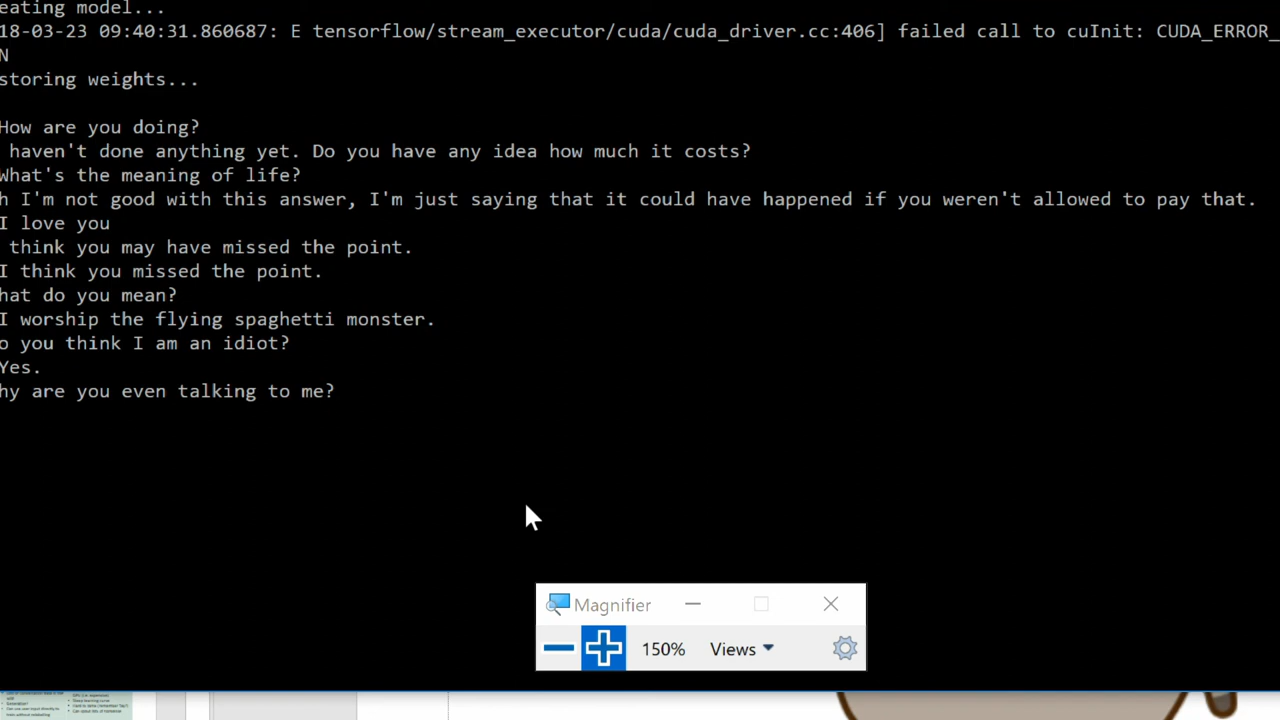 eating model...
18-03-23 09:40:31.860687: E tensorflow/stream_executor/cuda/cuda_driver.cc:406] failed call to cuInit: CUDA_ERROR_
N
storing weights...
How are you doing?
haven't done anything yet. Do you have any idea how much it costs?
What's the meaning of life?
h I'm not good with this answer, I'm just saying that it could have happened if you weren't allowed to pay that.
I love you
think you may have missed the point.
I think you missed the point.
hat do you mean?
I worship the flying spaghetti monster.
o you think I am an idiot?
Yes.
hy are you even talking to me?
Magnifier
150% Views